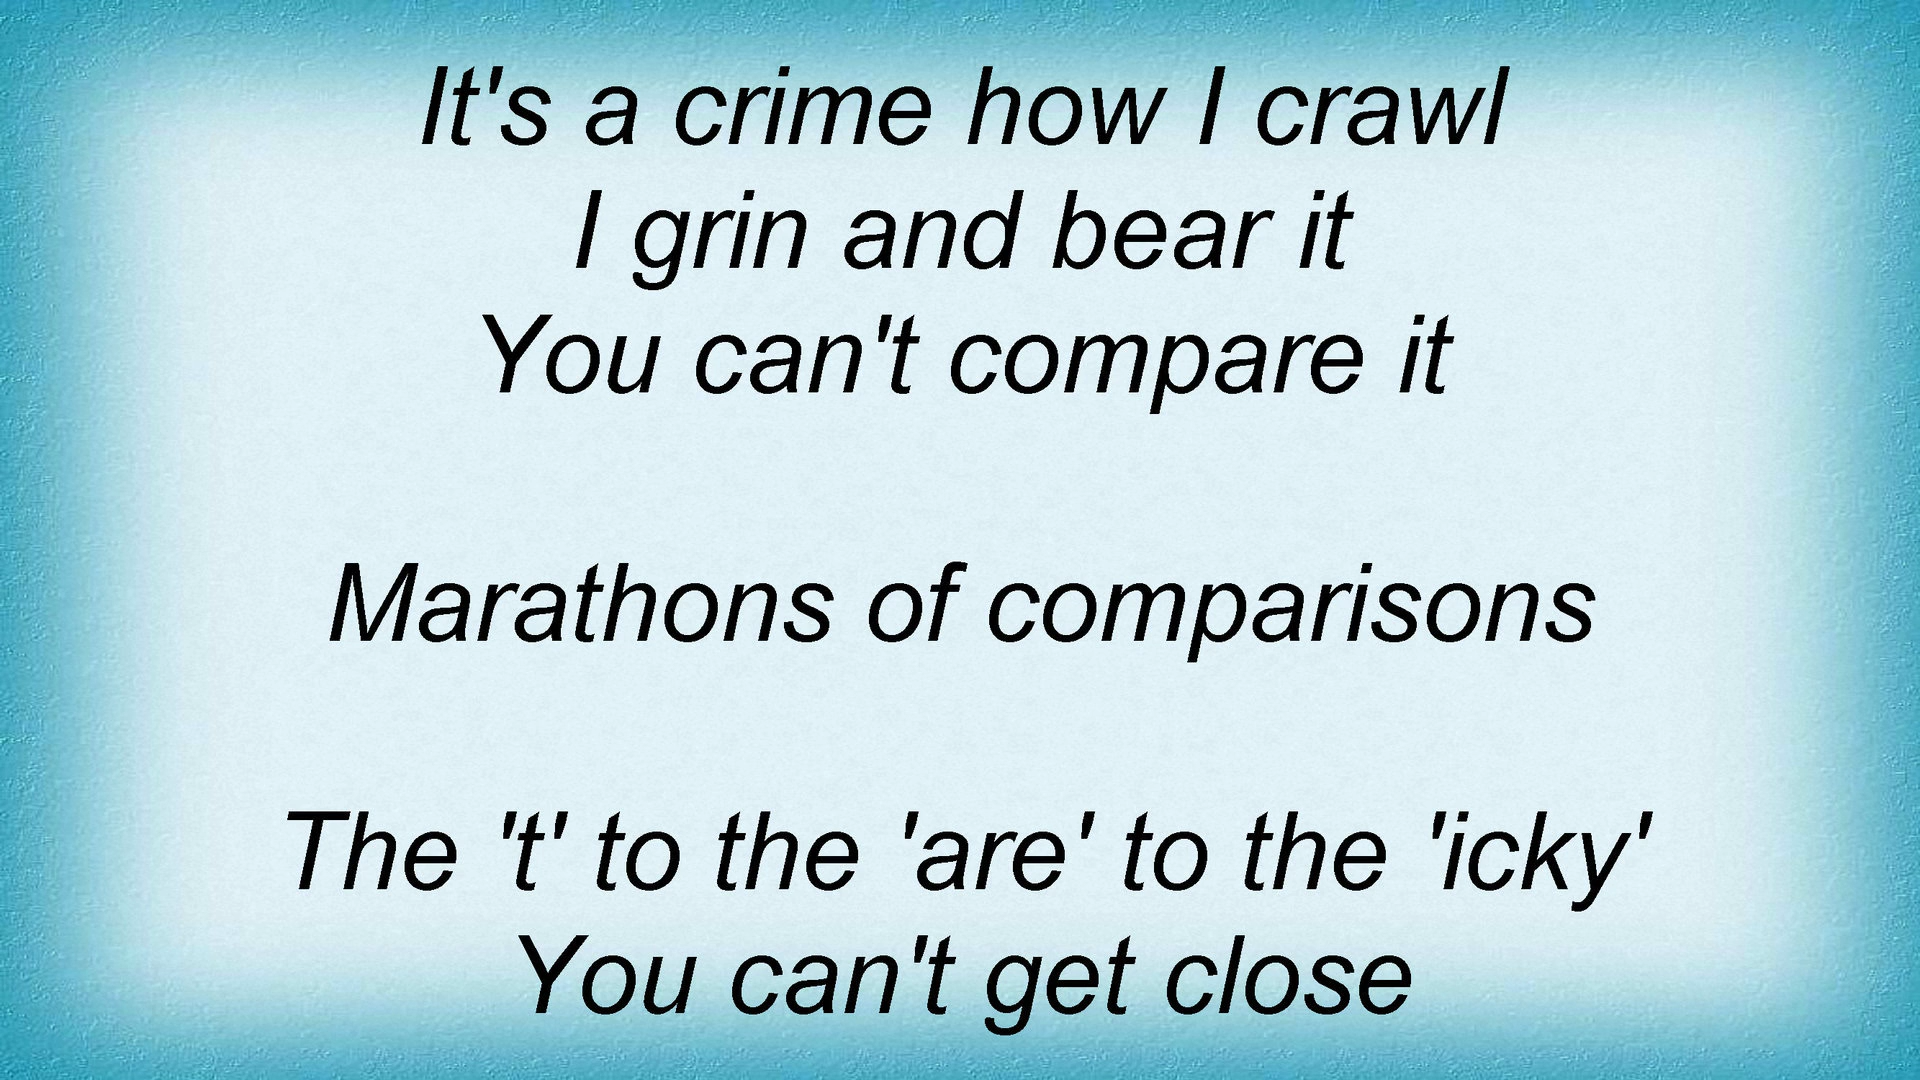 It's a crime how I crawl
I grin and bear it
You can't compare it
Marathons of comparisons
The 't' to the 'are' to the 'icky'
You can't get close